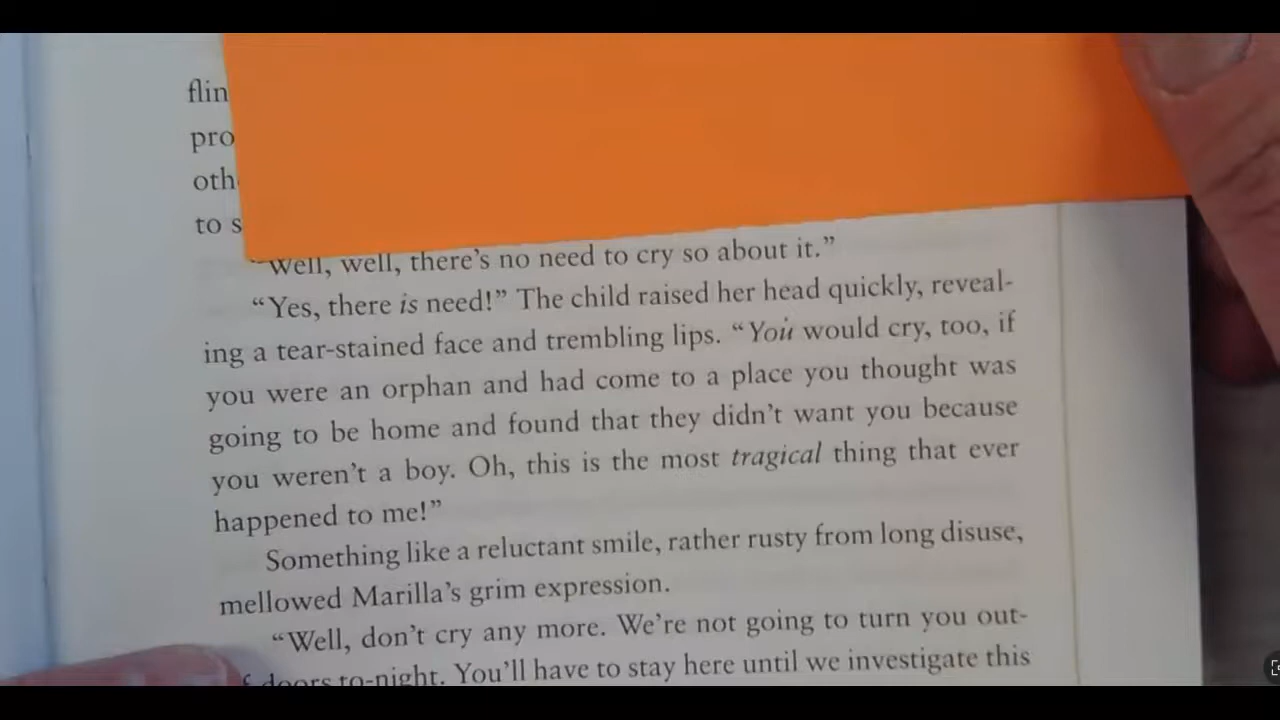 flin
pro
oth
to s
“Well, well, there’s no need to cry so about it.”
“Yes, there is need!” The child raised her head quickly, reveal-
ing a tear-stained face and trembling lips. “You would cry, too, if
you were an orphan and had come to a place you thought was
going to be home and found that they didn’t want you because
you weren’t a boy. Oh, this is the most tragical thing that ever
happened to me!”
Something like a reluctant smile, rather rusty from long disuse,
mellowed Marilla’s grim expression.
“Well, don’t cry any more. We’re not going to turn you out-
doors to-night. You’ll have to stay here until we investigate this